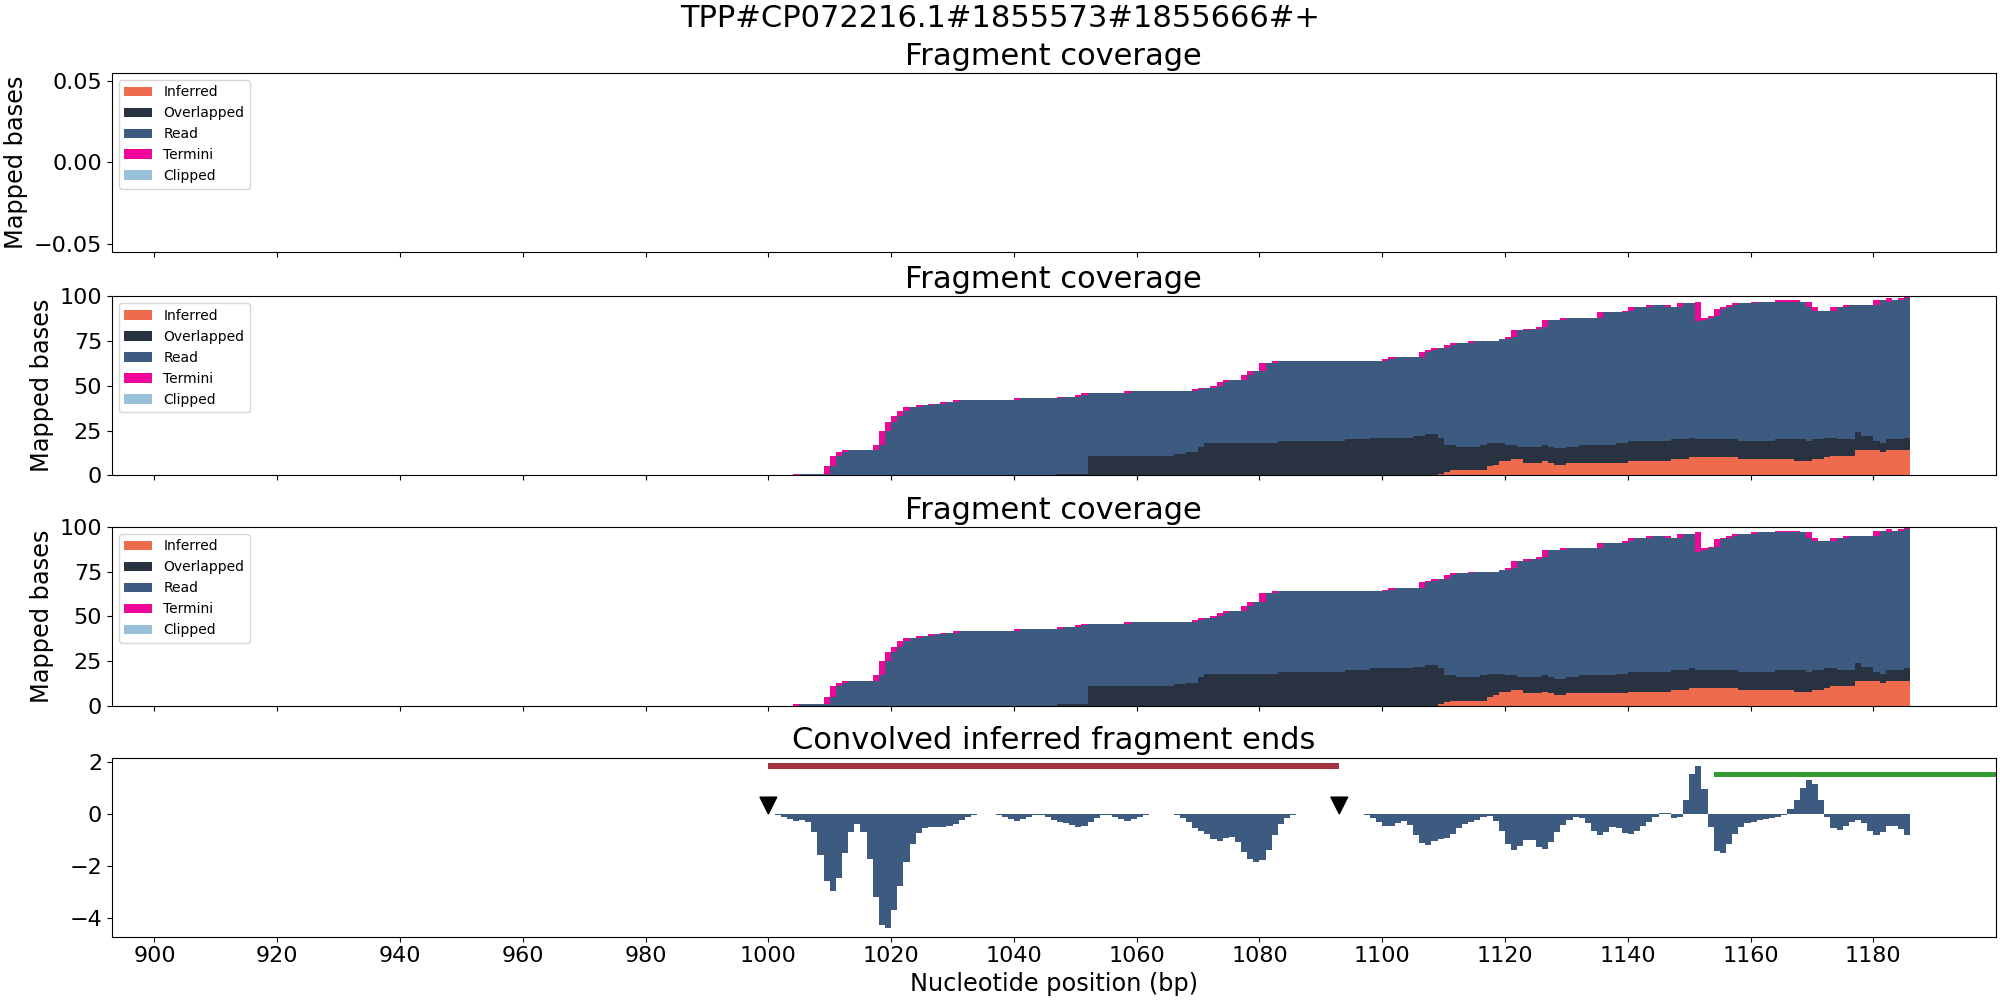 TPP#CP072216.1#1855573#1855666#+
Fragment coverage
Mapped bases
0.05
0.00
−0.05
Inferred
Overlapped
Read
Termini
Clipped
Fragment coverage
Mapped bases
100
75
50
25
0
Inferred
Overlapped
Read
Termini
Clipped
Fragment coverage
Mapped bases
100
75
50
25
0
Inferred
Overlapped
Read
Termini
Clipped
Convolved inferred fragment ends
2
0
−2
−4
900 920 940 960 980 1000 1020 1040 1060 1080 1100 1120 1140 1160 1180
Nucleotide position (bp)